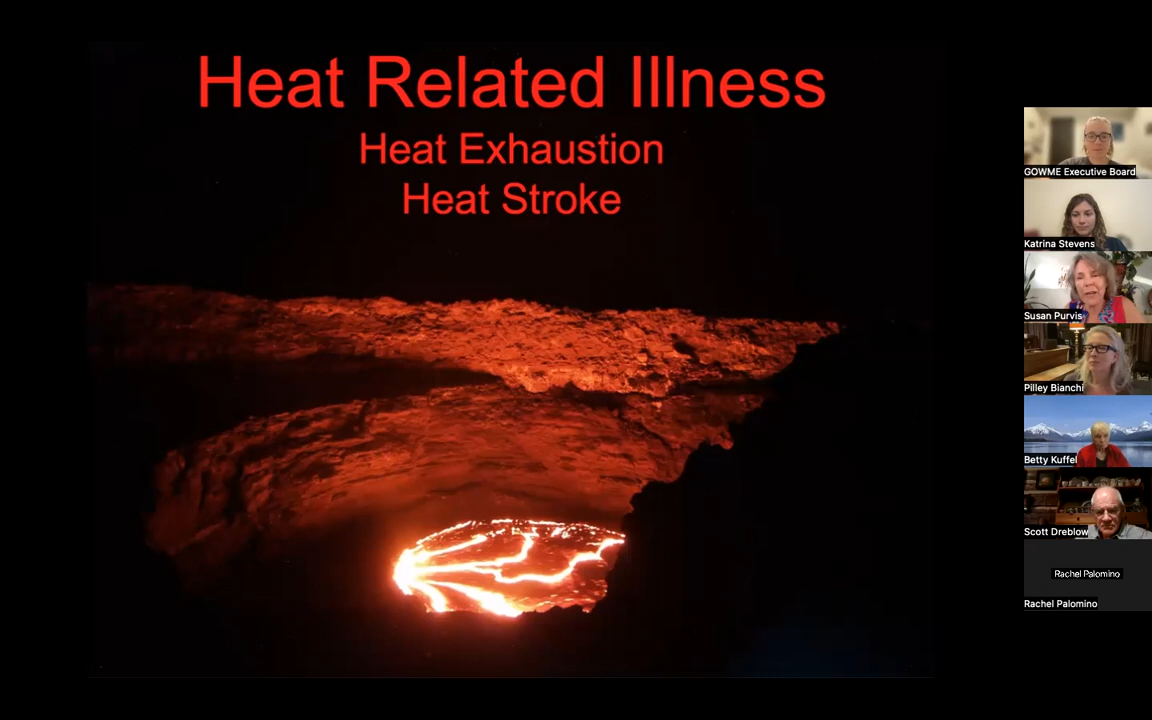 Heat Related Illness
Heat Exhaustion
Heat Stroke
GOWME Executive Board
Katrina Stevens
Susan Purvis
Pilley Bianchi
Betty Kuffel
Scott Dreblow
Rachel Palomino
Rachel Palomino